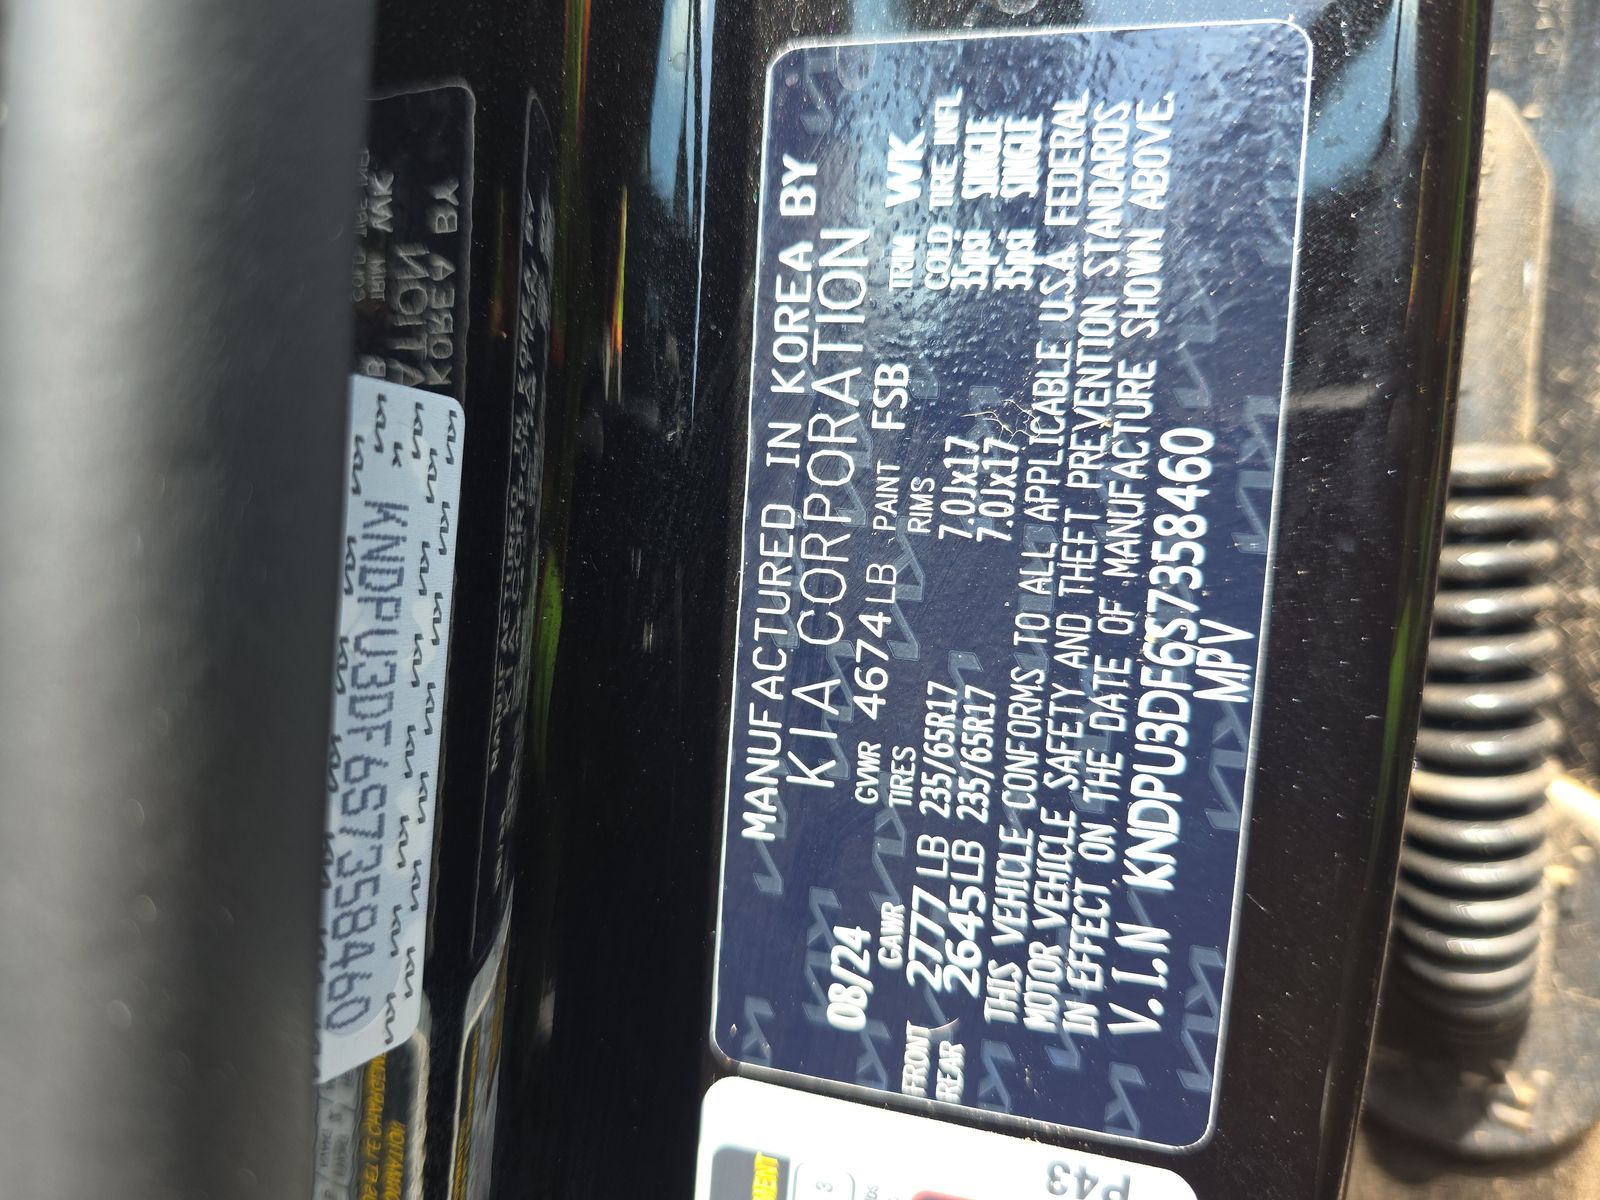 MANUFACTURED IN KOREA BY
KIA CORPORATION
08/24 GVWR 4674LB PAINT FSB TRIM WK
GAWR TIRES RIMS COLD TIRE INFL
FRONT 2777LB 235/65R17 7.0Jx17 35psi SINGLE
REAR 2645LB 235/65R17 7.0Jx17 35psi SINGLE
THIS VEHICLE CONFORMS TO ALL APPLICABLE U.S.A FEDERAL
MOTOR VEHICLE SAFETY AND THEFT PREVENTION STANDARDS
IN EFFECT ON THE DATE OF MANUFACTURE SHOWN ABOVE.
V.I.N KNDPU3DF6S7358460
MPV
KNDPU3DF6S7358460
P43